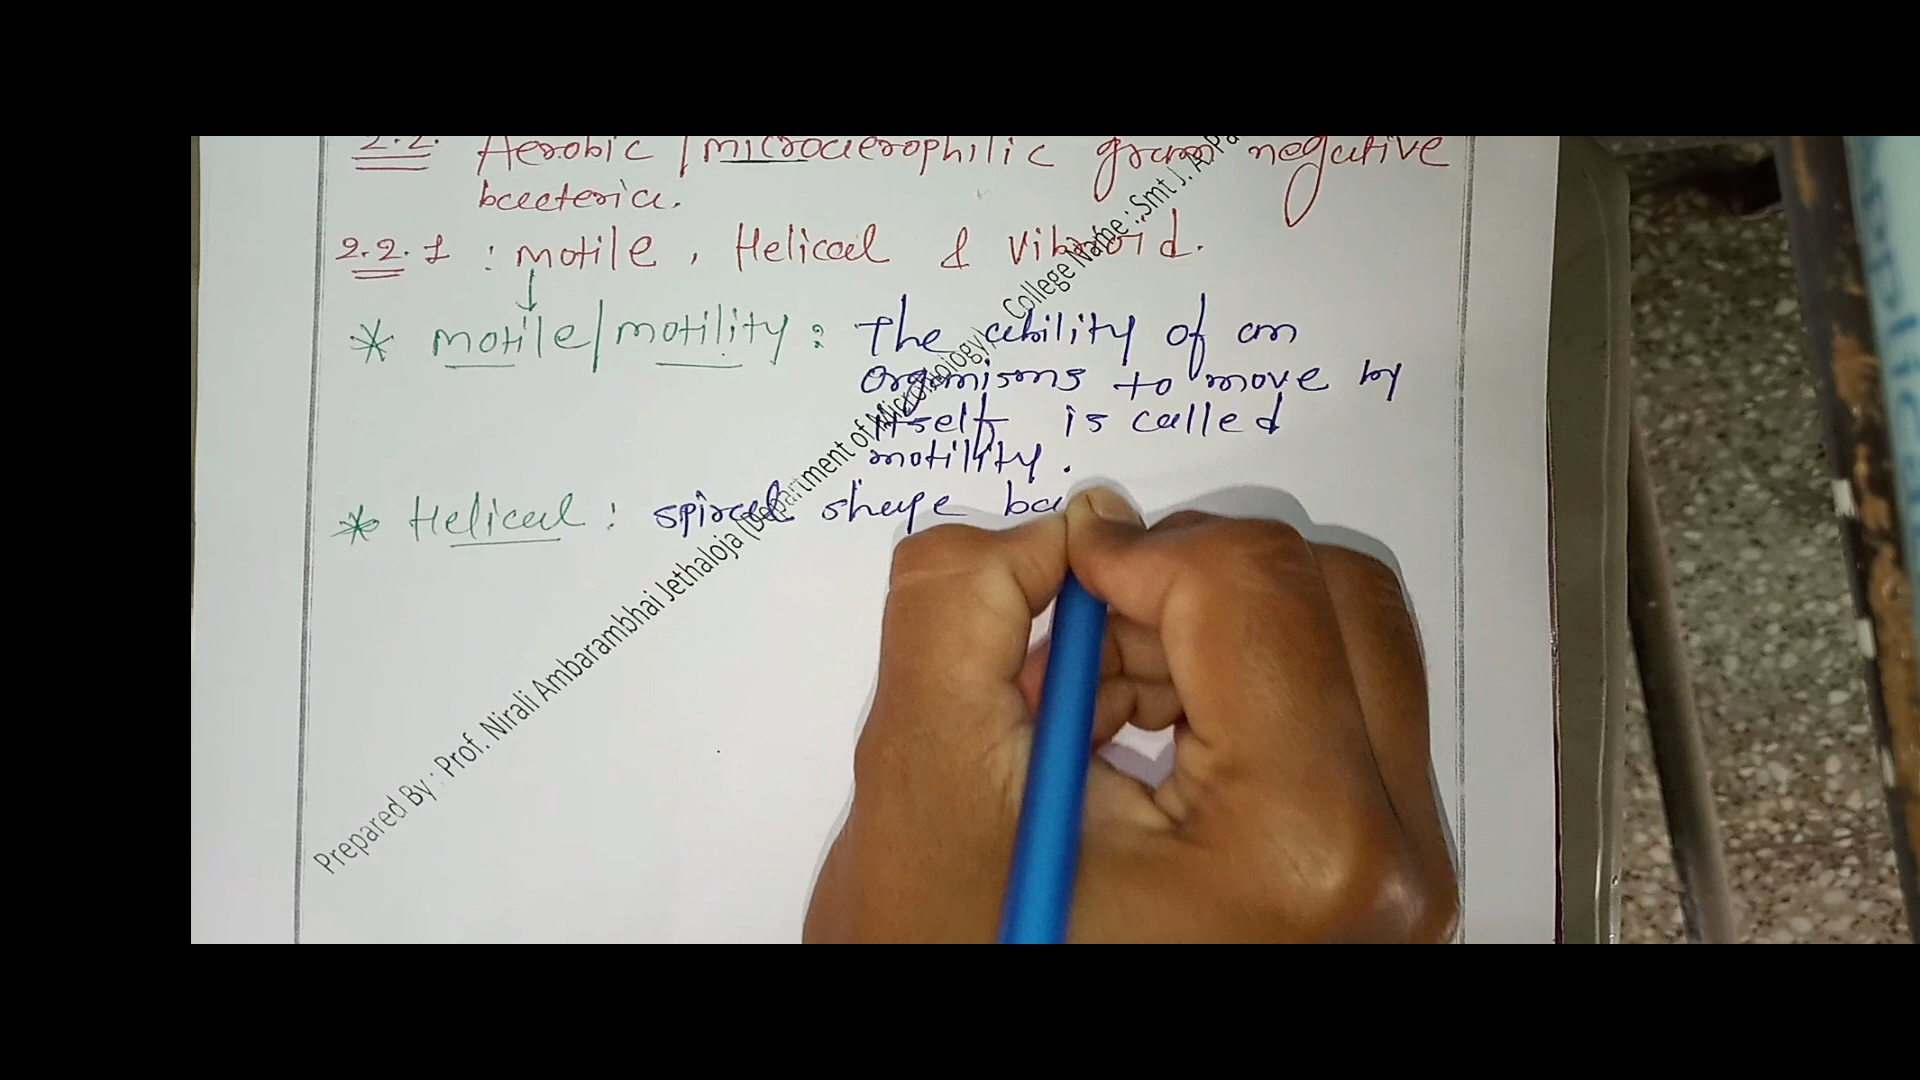 2.2. Aerobic / microaerophilic gram negative
bacteria.
2.2.1 : motile, Helical & vibrioid.
* motile/motility : The ability of an
organisms to move by
itself is called
motility.
* Helical : spiral shape ba
Prepared By : Prof. Nirali Ambarambhai Jethaloja (Department of Microbiology), College Name : Smt J. A. Pa